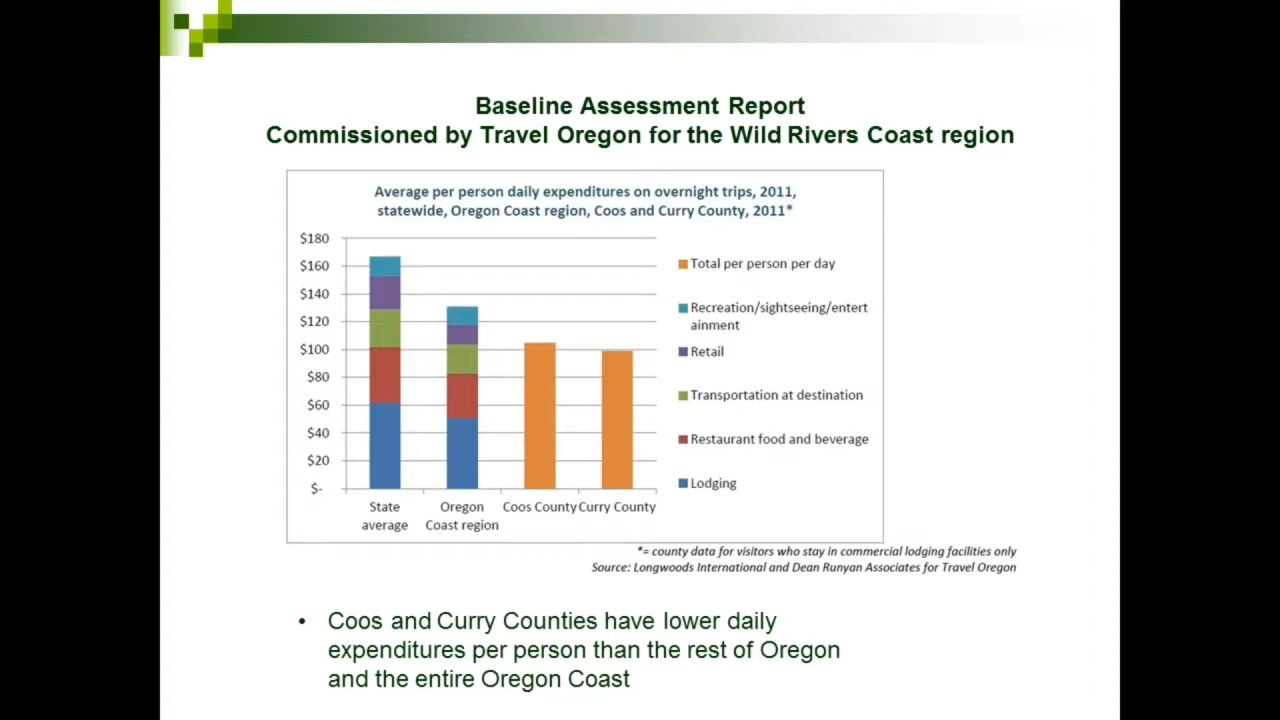 Baseline Assessment Report
Commissioned by Travel Oregon for the Wild Rivers Coast region
Average per person daily expenditures on overnight trips, 2011,
statewide, Oregon Coast region, Coos and Curry County, 2011*
$180
$160
$140
$120
$100
$80
$60
$40
$20
$-
State
average
Oregon
Coast region
Coos County
Curry County
Total per person per day
Recreation/sightseeing/entert
ainment
Retail
Transportation at destination
Restaurant food and beverage
Lodging
*= county data for visitors who stay in commercial lodging facilities only
Source: Longwoods International and Dean Runyan Associates for Travel Oregon
• Coos and Curry Counties have lower daily
expenditures per person than the rest of Oregon
and the entire Oregon Coast